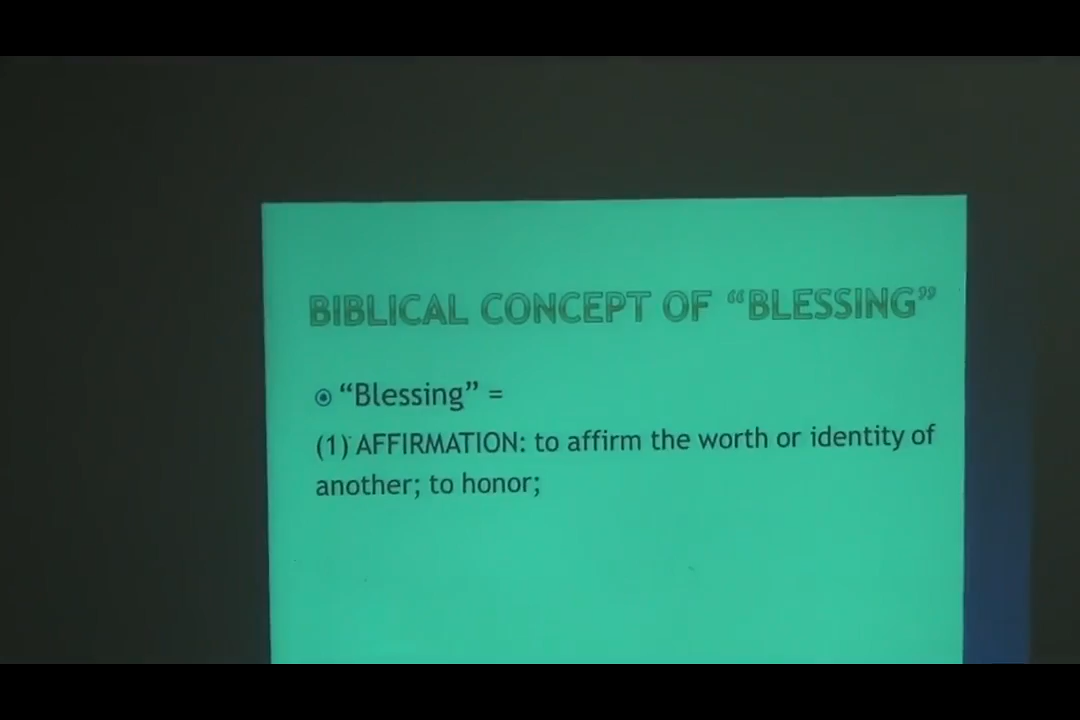 BIBLICAL CONCEPT OF “BLESSING”
“Blessing” =
(1) AFFIRMATION: to affirm the worth or identity of
another; to honor;